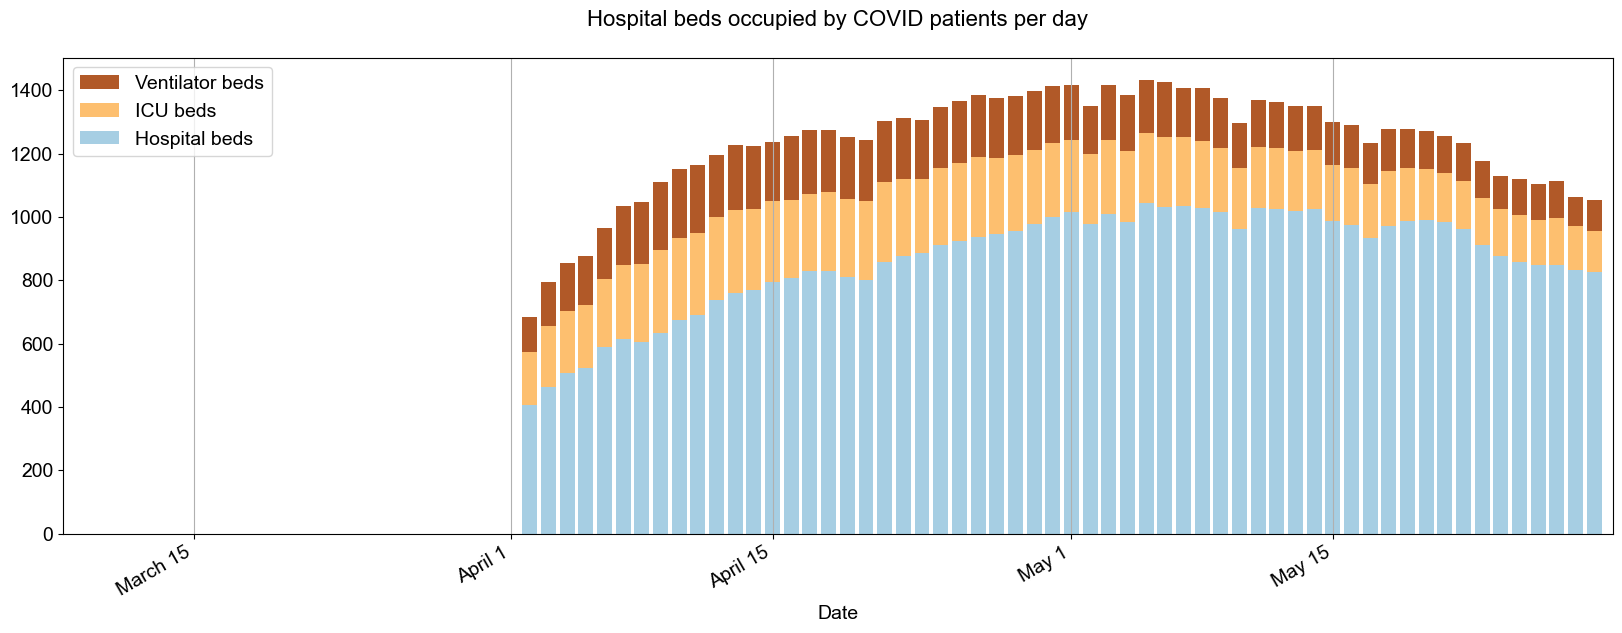 Hospital beds occupied by COVID patients per day
Ventilator beds
ICU beds
Hospital beds
1400
1200
1000
800
600
400
200
0
March 15
April 1
April 15
May 1
May 15
Date